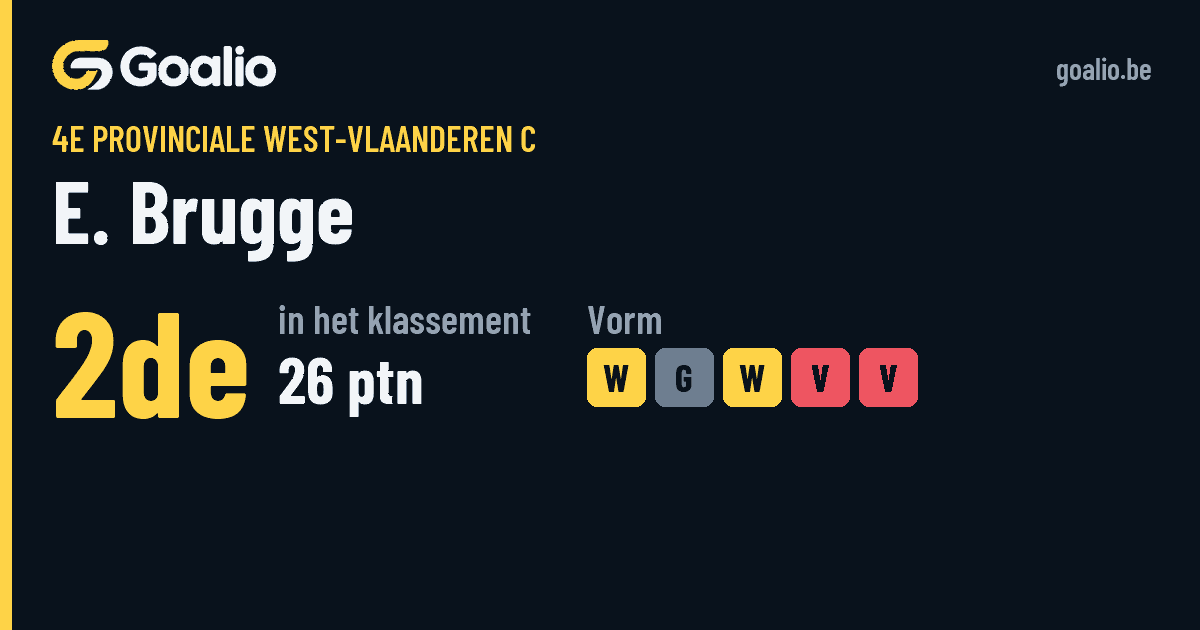 Goalio
goalio.be
4E PROVINCIALE WEST-VLAANDEREN C
E. Brugge
2de
in het klassement
26 ptn
Vorm
W G W V V